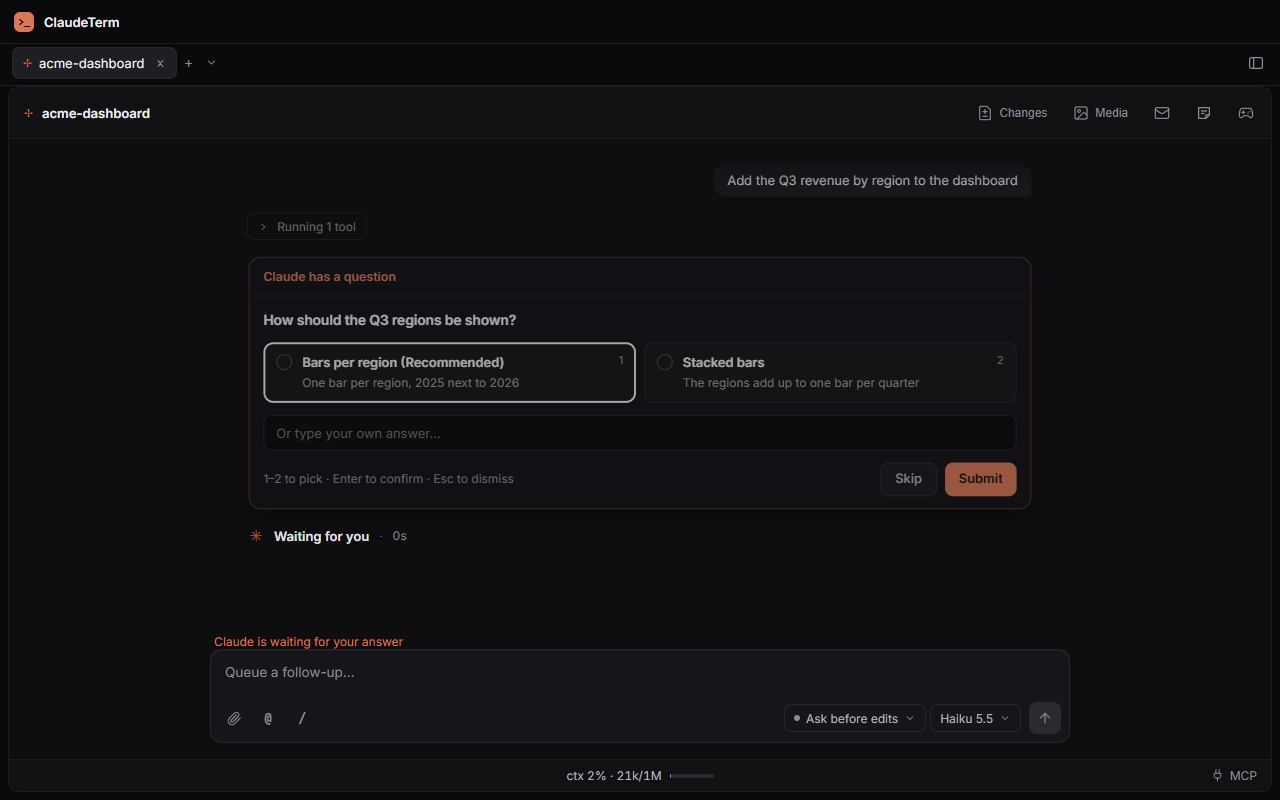 ClaudeTerm
acme-dashboard x +
acme-dashboard
Changes
Media
Add the Q3 revenue by region to the dashboard
Running 1 tool
Claude has a question
How should the Q3 regions be shown?
Bars per region (Recommended) 1
One bar per region, 2025 next to 2026
Stacked bars 2
The regions add up to one bar per quarter
Or type your own answer...
1–2 to pick · Enter to confirm · Esc to dismiss
Skip
Submit
Waiting for you · 0s
Claude is waiting for your answer
Queue a follow-up...
@ /
Ask before edits
Haiku 5.5
ctx 2% · 21k/1M
MCP